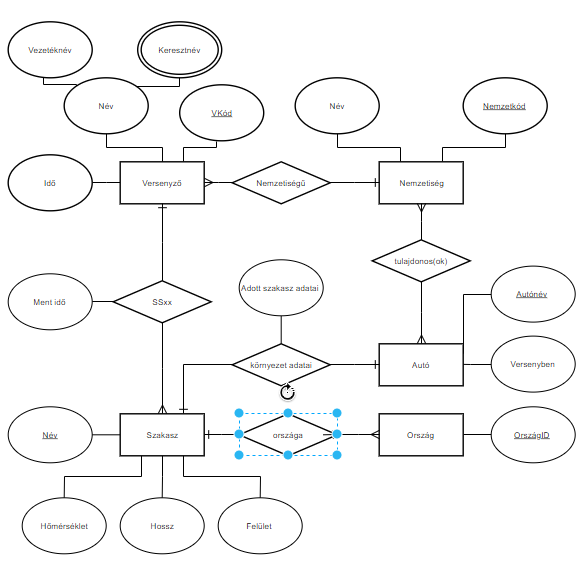 Vezetéknév
Keresztnév
Név
VKód
Név
Nemzetkód
Idő
Versenyző
Nemzetiségű
Nemzetiség
tulajdonos(ok)
Ment idő
SSxx
Adott szakasz adatai
Autónév
környezet adatai
Autó
Versenyben
Név
Szakasz
országa
Ország
OrszágID
Hőmérséklet
Hossz
Felület